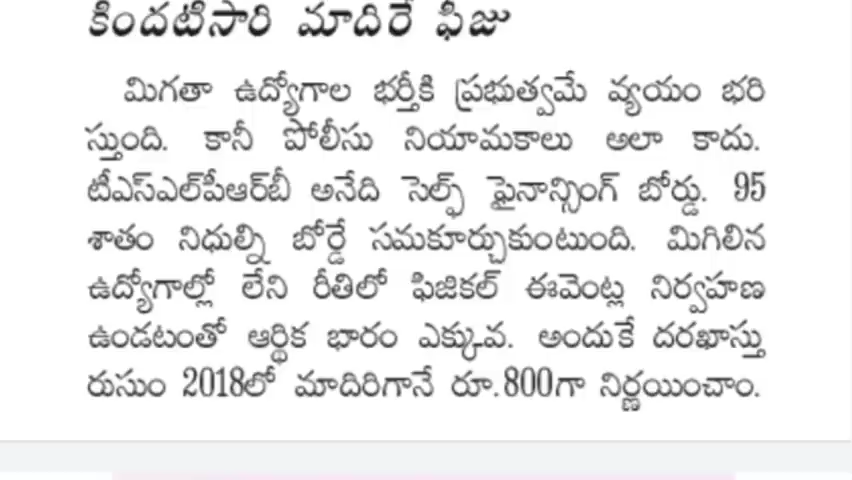 కిందటిసారి మాదిరే ఫీజు
మిగతా ఉద్యోగాల భర్తీకి ప్రభుత్వమే వ్యయం భరి
స్తుంది. కానీ పోలీసు నియామకాలు అలా కాదు.
టీఎస్ఎల్‌పీఆర్‌బీ అనేది సెల్ఫ్ ఫైనాన్సింగ్ బోర్డు. 95
శాతం నిధుల్ని బోర్డే సమకూర్చుకుంటుంది. మిగిలిన
ఉద్యోగాల్లో లేని రీతిలో ఫిజికల్ ఈవెంట్ల నిర్వహణ
ఉండటంతో ఆర్థిక భారం ఎక్కువ. అందుకే దరఖాస్తు
రుసుం 2018లో మాదిరిగానే రూ.800గా నిర్ణయించాం.